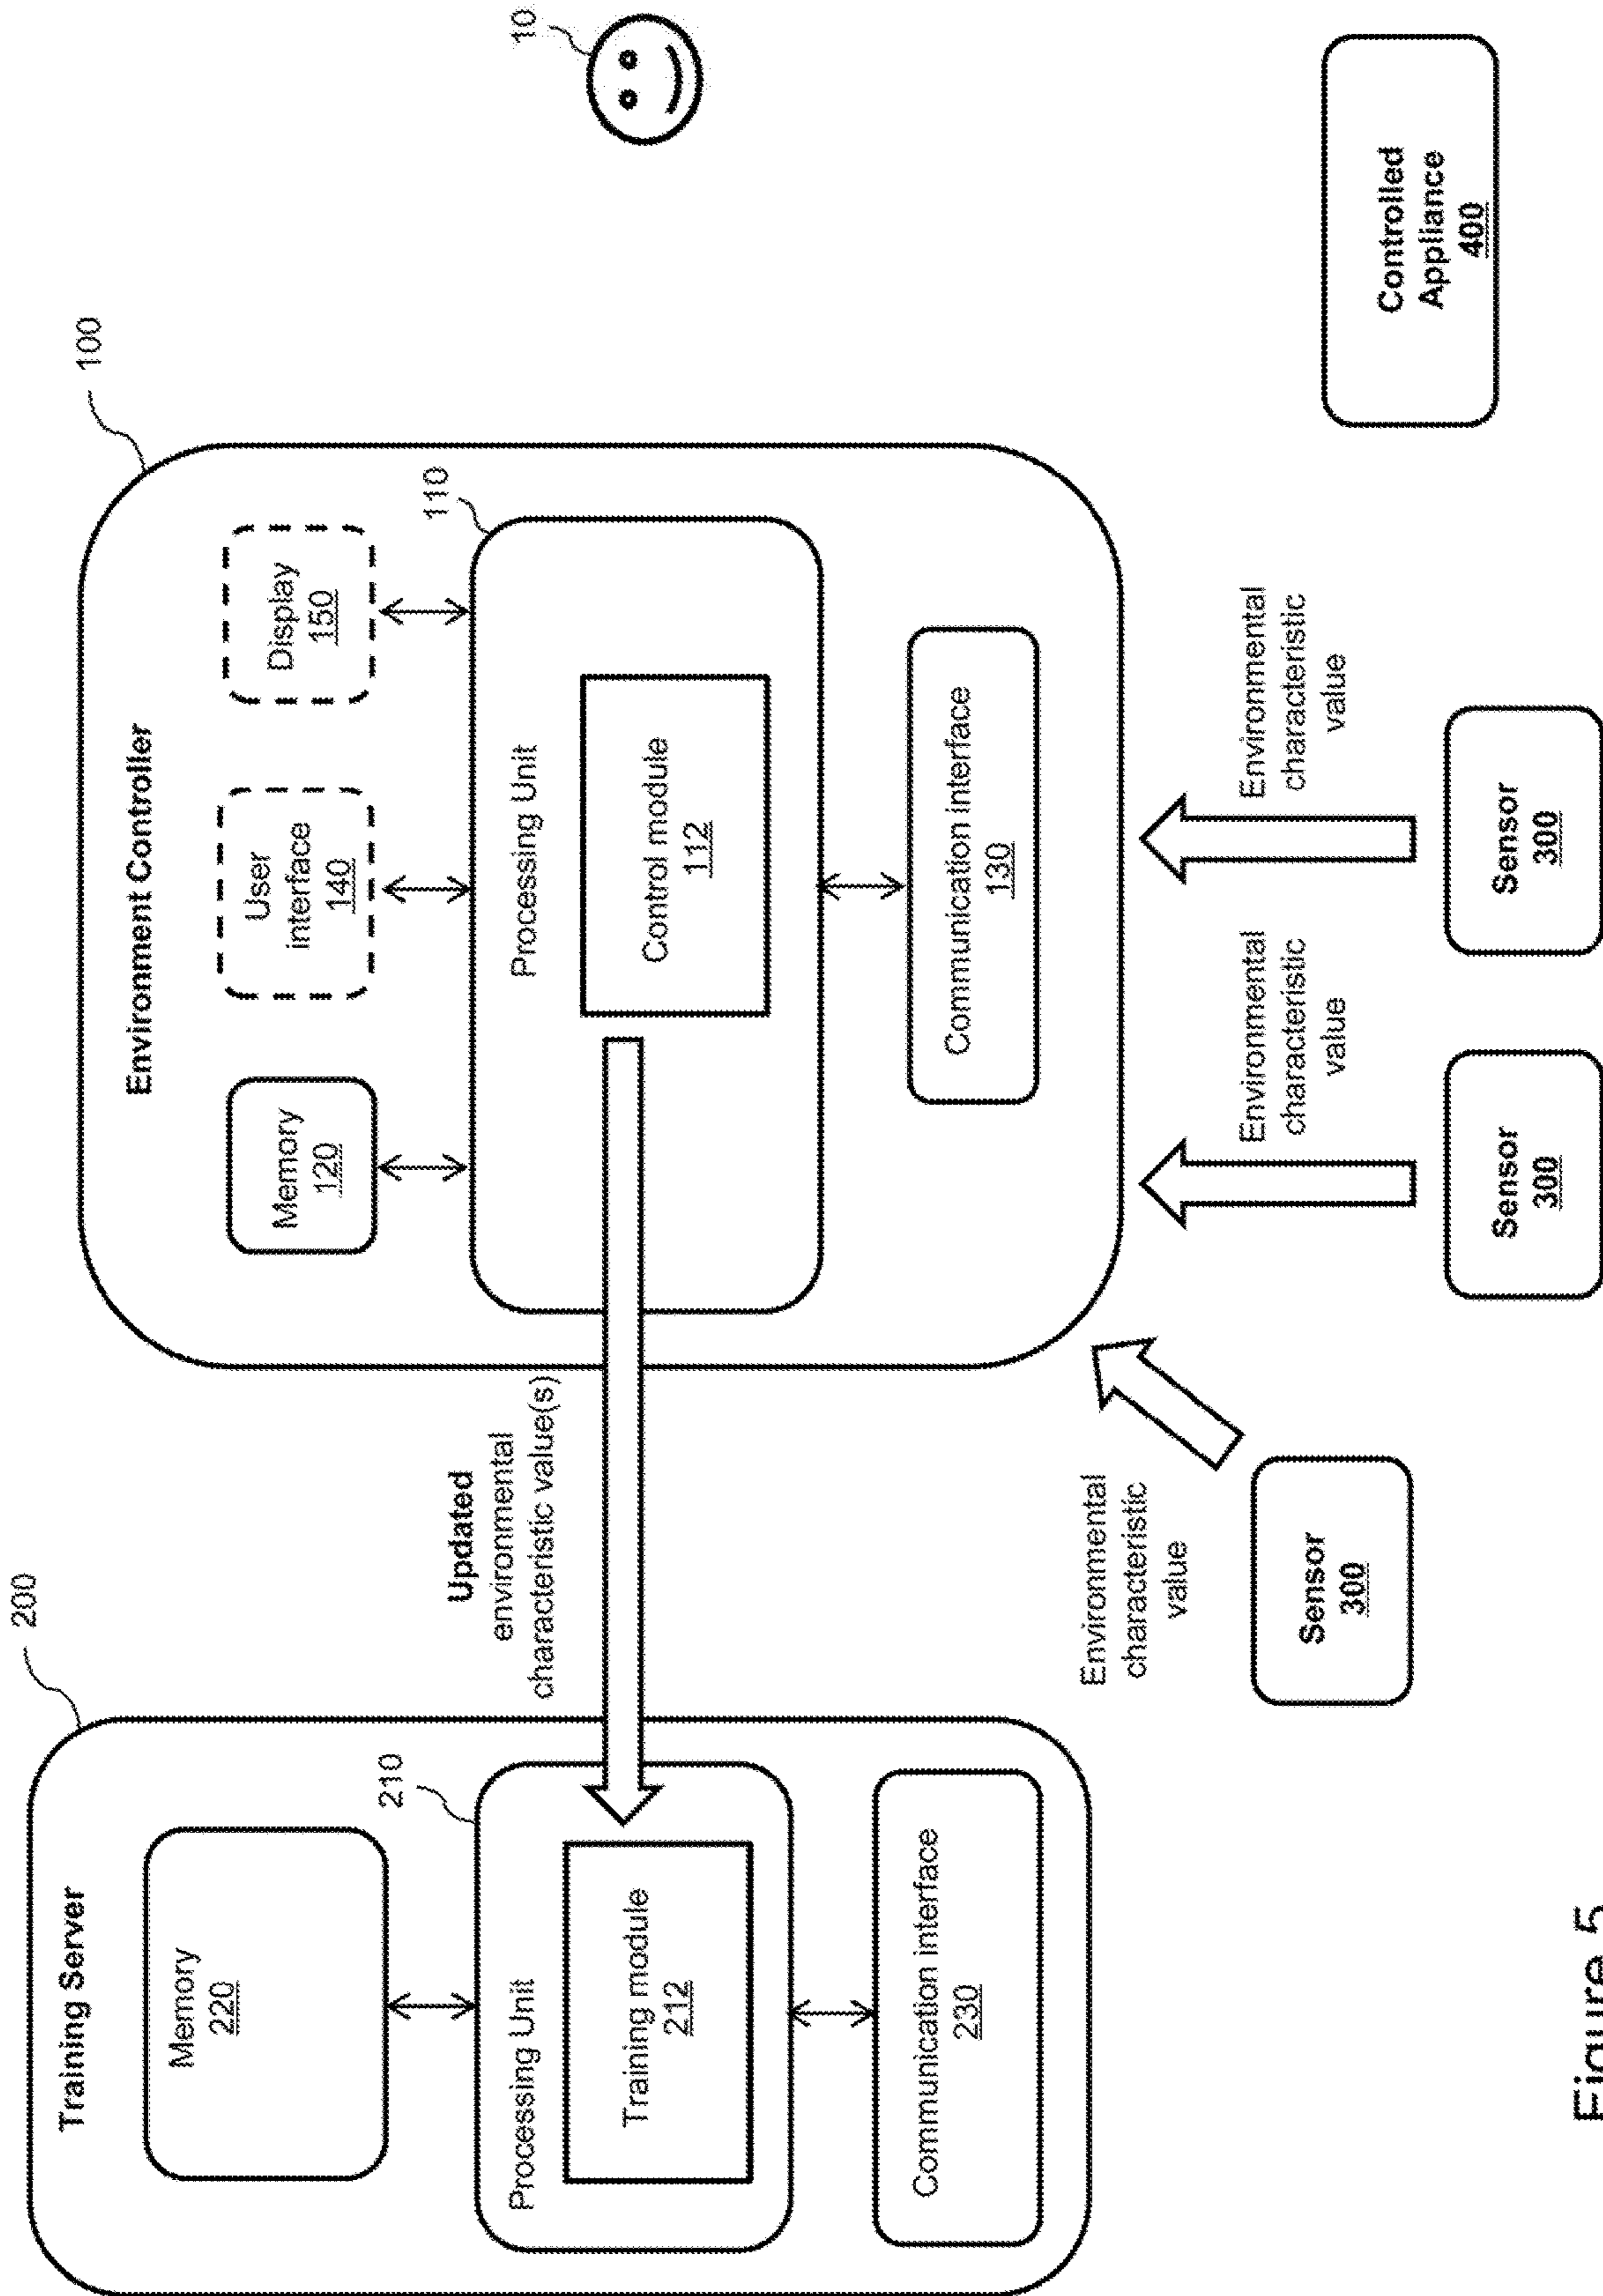 200
Training Server
Memory
220
210
Processing Unit
Training module
212
Communication interface
230
Updated
environmental
characteristic value(s)
100
Environment Controller
Memory
120
User
interface
140
Display
150
110
Processing Unit
Control module
112
Communication interface
130
10
Environmental
characteristic
value
Environmental
characteristic
value
Environmental
characteristic
value
Sensor
300
Sensor
300
Sensor
300
Controlled
Appliance
400
Figure 5